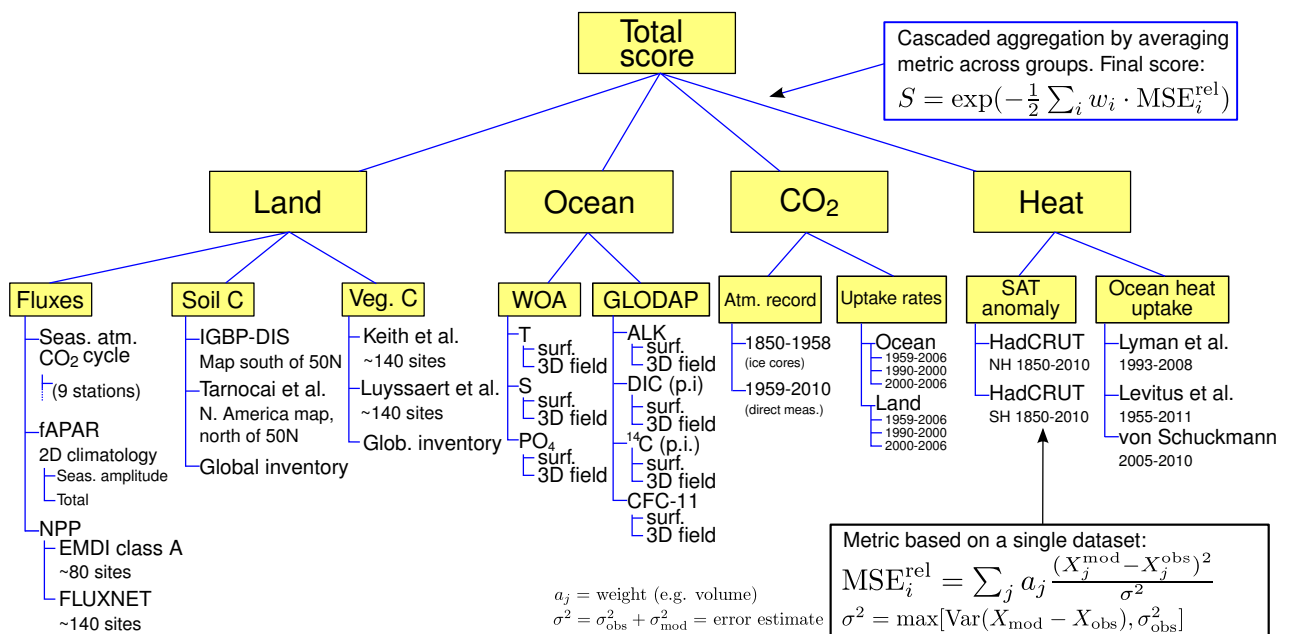 Total
score
Cascaded aggregation by averaging
metric across groups. Final score:
S = exp(−½ ∑ᵢ wᵢ · MSEᵢʳᵉˡ)
Land
Ocean
CO₂
Heat
Fluxes
Seas. atm.
CO₂ cycle
(9 stations)
fAPAR
2D climatology
Seas. amplitude
Total
NPP
EMDI class A
~80 sites
FLUXNET
~140 sites
Soil C
IGBP-DIS
Map south of 50N
Tarnocai et al.
N. America map,
north of 50N
Global inventory
Veg. C
Keith et al.
~140 sites
Luyssaert et al.
~140 sites
Glob. inventory
WOA
T
surf.
3D field
S
surf.
3D field
PO₄
surf.
3D field
GLODAP
ALK
surf.
3D field
DIC (p.i)
surf.
3D field
¹⁴C (p.i.)
surf.
3D field
CFC-11
surf.
3D field
Atm. record
1850-1958
(ice cores)
1959-2010
(direct meas.)
Uptake rates
Ocean
1959-2006
1990-2000
2000-2006
Land
1959-2006
1990-2000
2000-2006
SAT
anomaly
HadCRUT
NH 1850-2010
HadCRUT
SH 1850-2010
Ocean heat
uptake
Lyman et al.
1993-2008
Levitus et al.
1955-2011
von Schuckmann
2005-2010
aⱼ = weight (e.g. volume)
σ² = σ²_obs + σ²_mod = error estimate
Metric based on a single dataset:
MSEᵢʳᵉˡ = ∑ⱼ aⱼ (Xⱼᵐᵒᵈ−Xⱼᵒᵇˢ)²/σ²
σ² = max[Var(X_mod − X_obs), σ²_obs]